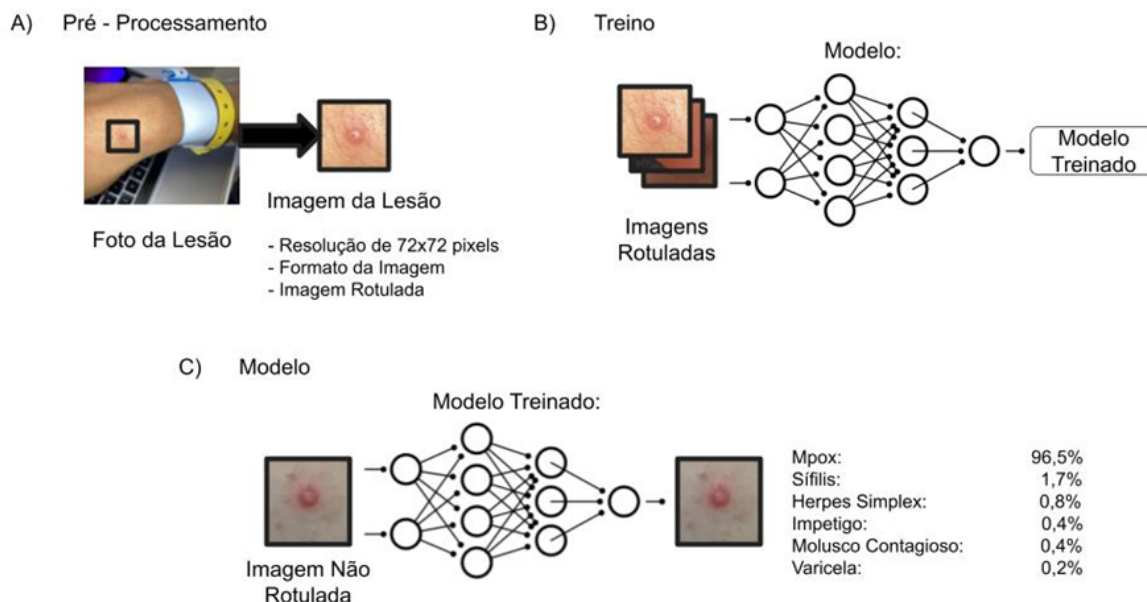 A) Pré - Processamento
Foto da Lesão
Imagem da Lesão
- Resolução de 72x72 pixels
- Formato da Imagem
- Imagem Rotulada
B) Treino
Modelo:
Imagens
Rotuladas
Modelo
Treinado
C) Modelo
Modelo Treinado:
Imagem Não
Rotulada
Mpox: 96,5%
Sífilis: 1,7%
Herpes Simplex: 0,8%
Impetigo: 0,4%
Molusco Contagioso: 0,4%
Varicela: 0,2%